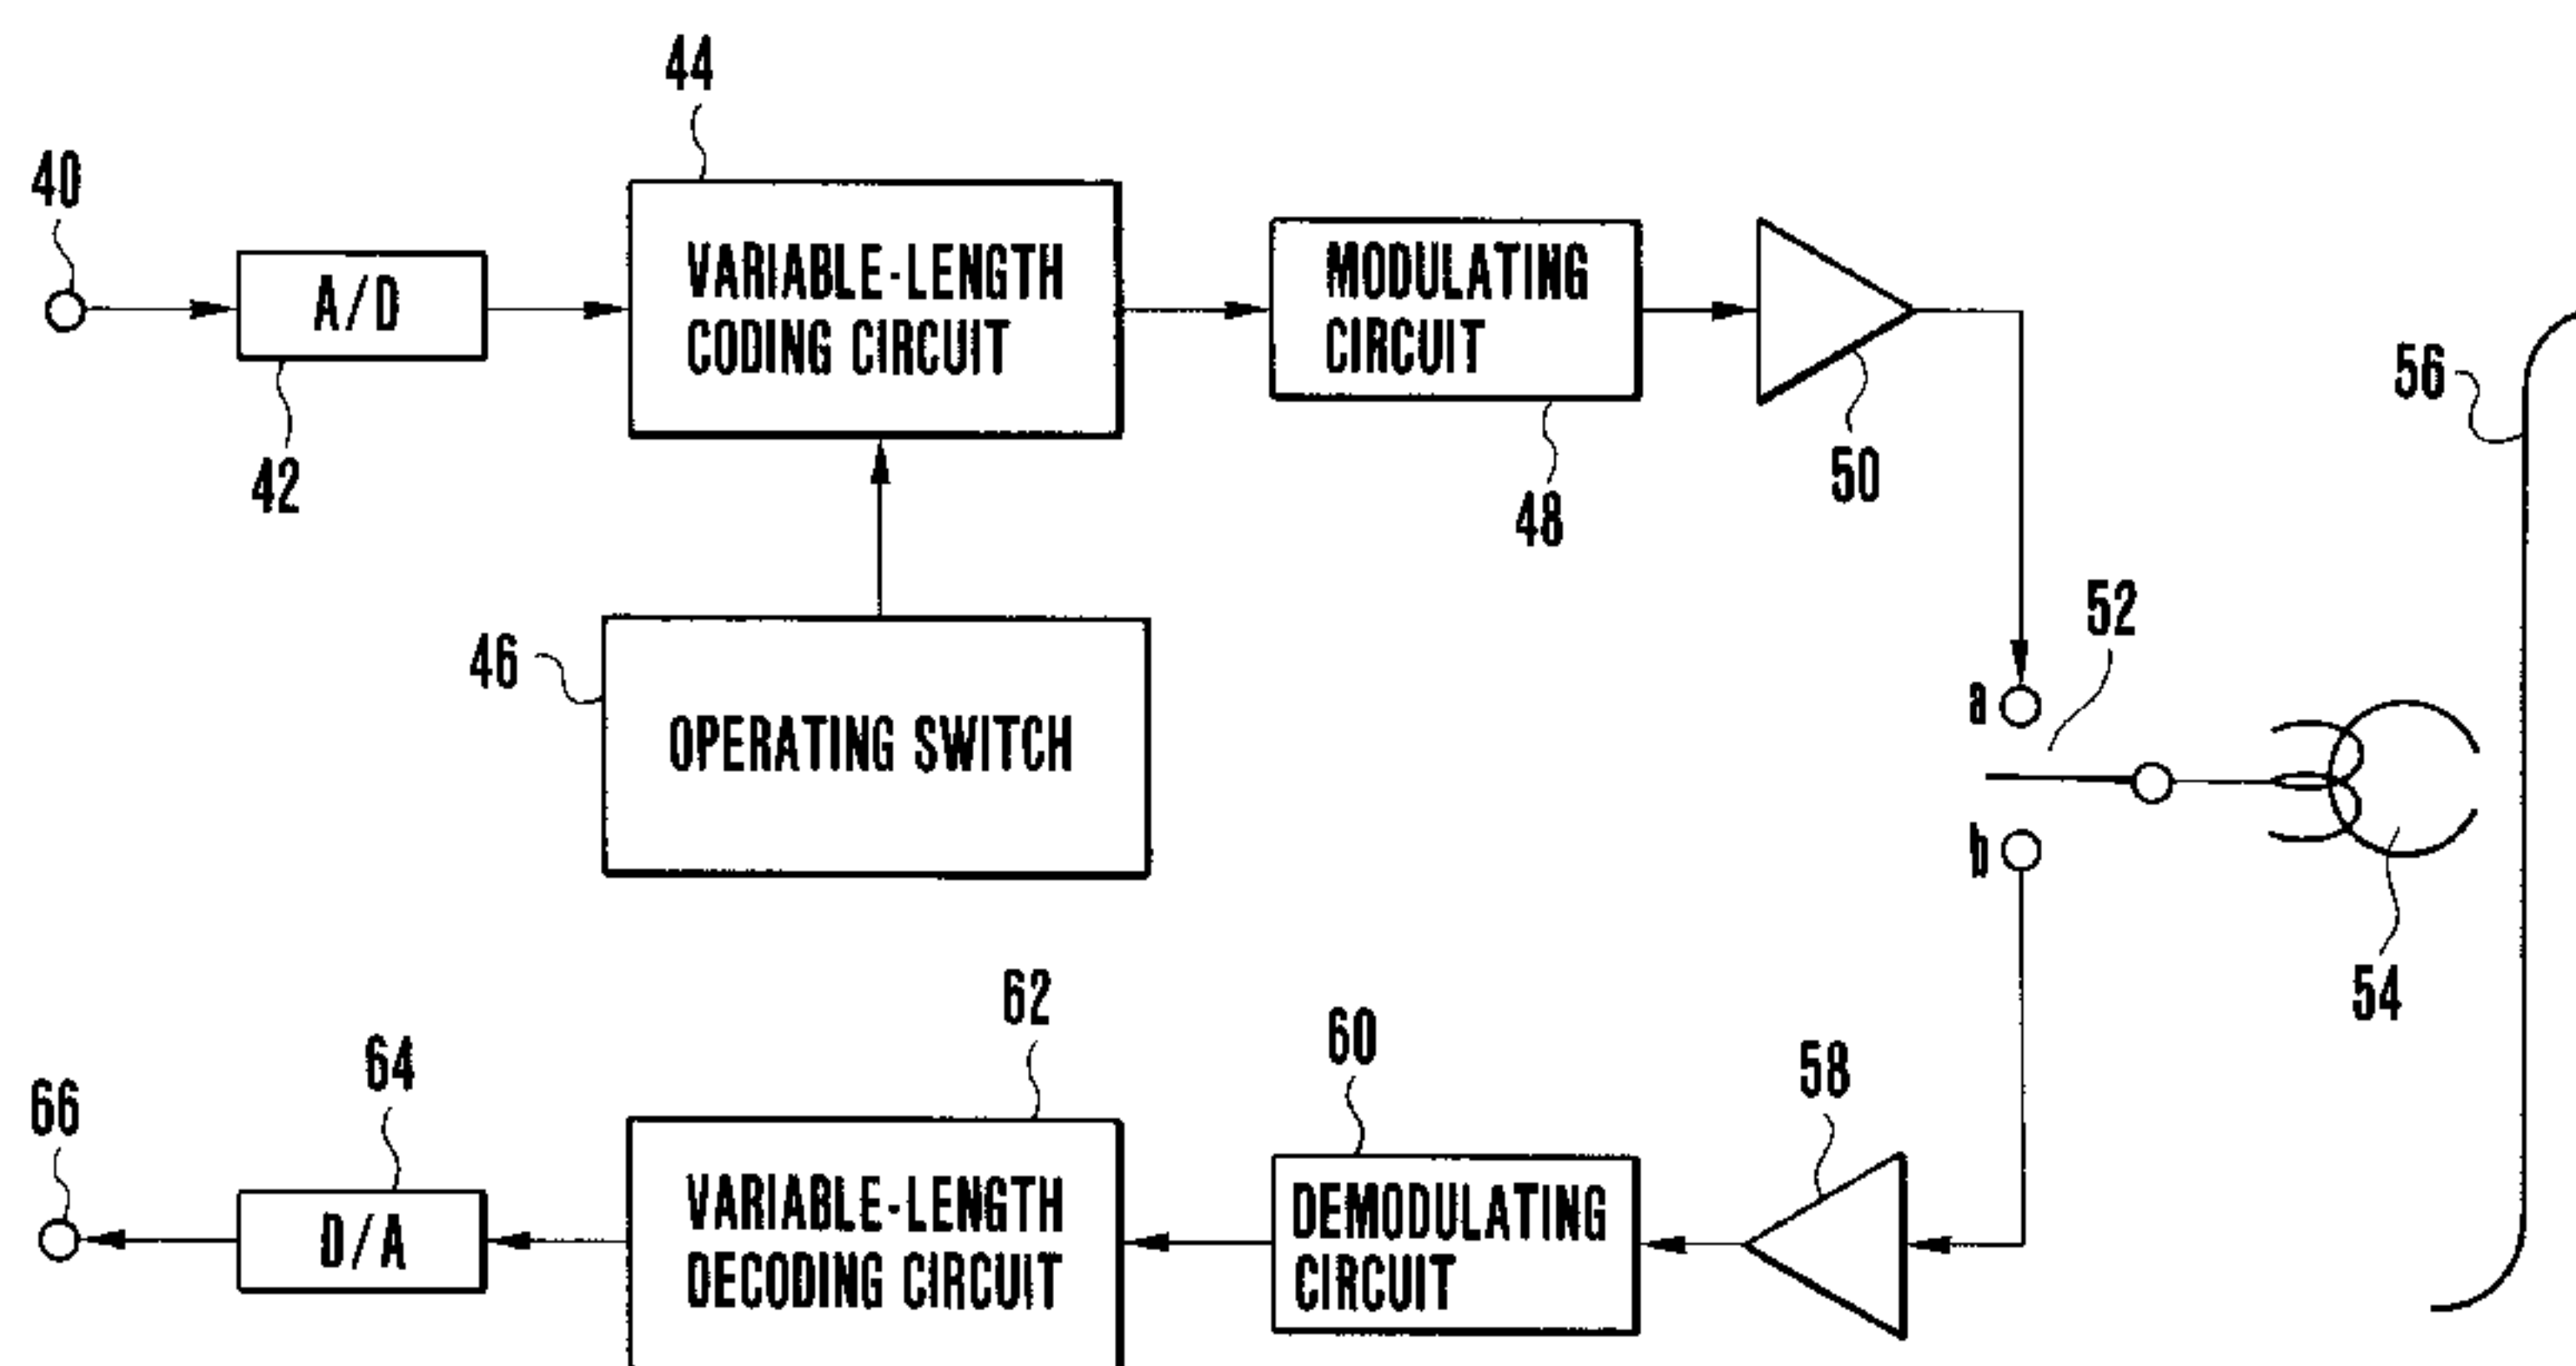 44
40
A/D
VARIABLE-LENGTH
CODING CIRCUIT
MODULATING
CIRCUIT
42
48
50
56
46
OPERATING SWITCH
52
a
b
54
62
60
58
64
66
D/A
VARIABLE-LENGTH
DECODING CIRCUIT
DEMODULATING
CIRCUIT